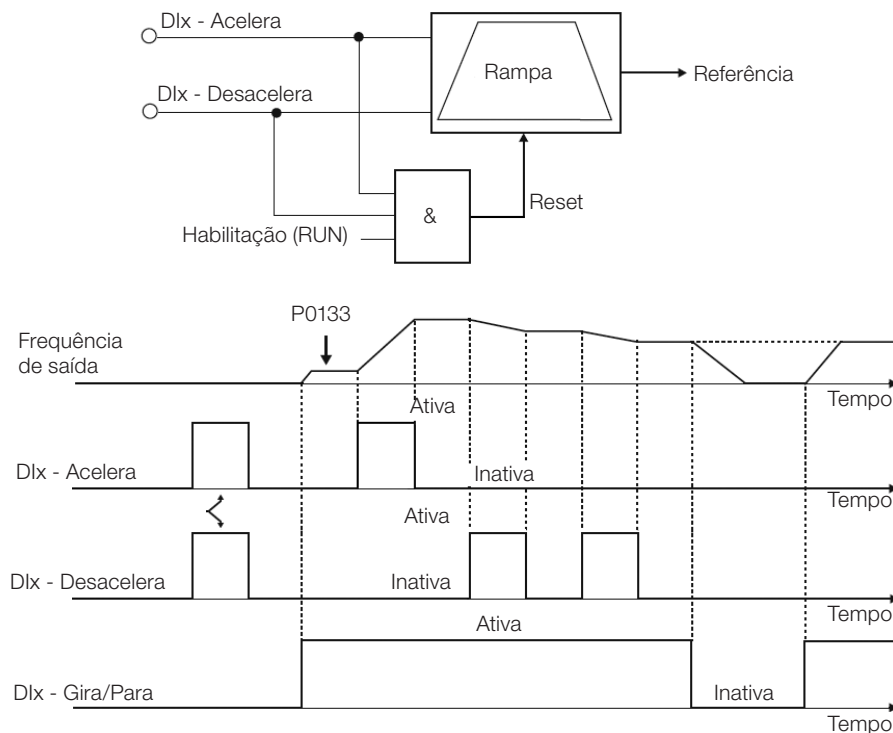 DIx - Acelera
Rampa
Referência
DIx - Desacelera
&
Reset
Habilitação (RUN)
P0133
Frequência
de saída
Tempo
Ativa
DIx - Acelera
Inativa
Tempo
Ativa
DIx - Desacelera
Inativa
Tempo
Ativa
DIx - Gira/Para
Inativa
Tempo